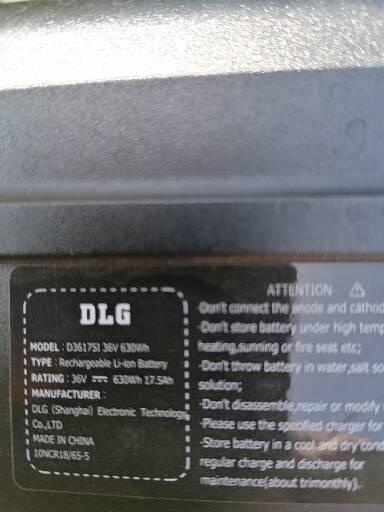 DLG
MODEL : D36175I 36V 630Wh
TYPE : Rechargeable Li-ion Battery
RATING : 36V 630Wh 17.5Ah
MANUFACTURER :
DLG (Shanghai) Electronic Technology
Co.,LTD
MADE IN CHINA
10NCR18/65-5
ATTENTION
·Don't connect the anode and cathod
·Don't store battery under high temp
heating,sunning or fire seat etc;
·Don't throw battery in water,salt so
solution;
·Don't disassemble,repair or modify
·Please use the specified charger for
·Store battery in a cool and dry cond
regular charge and discharge for
maintenance(about trimonthly).